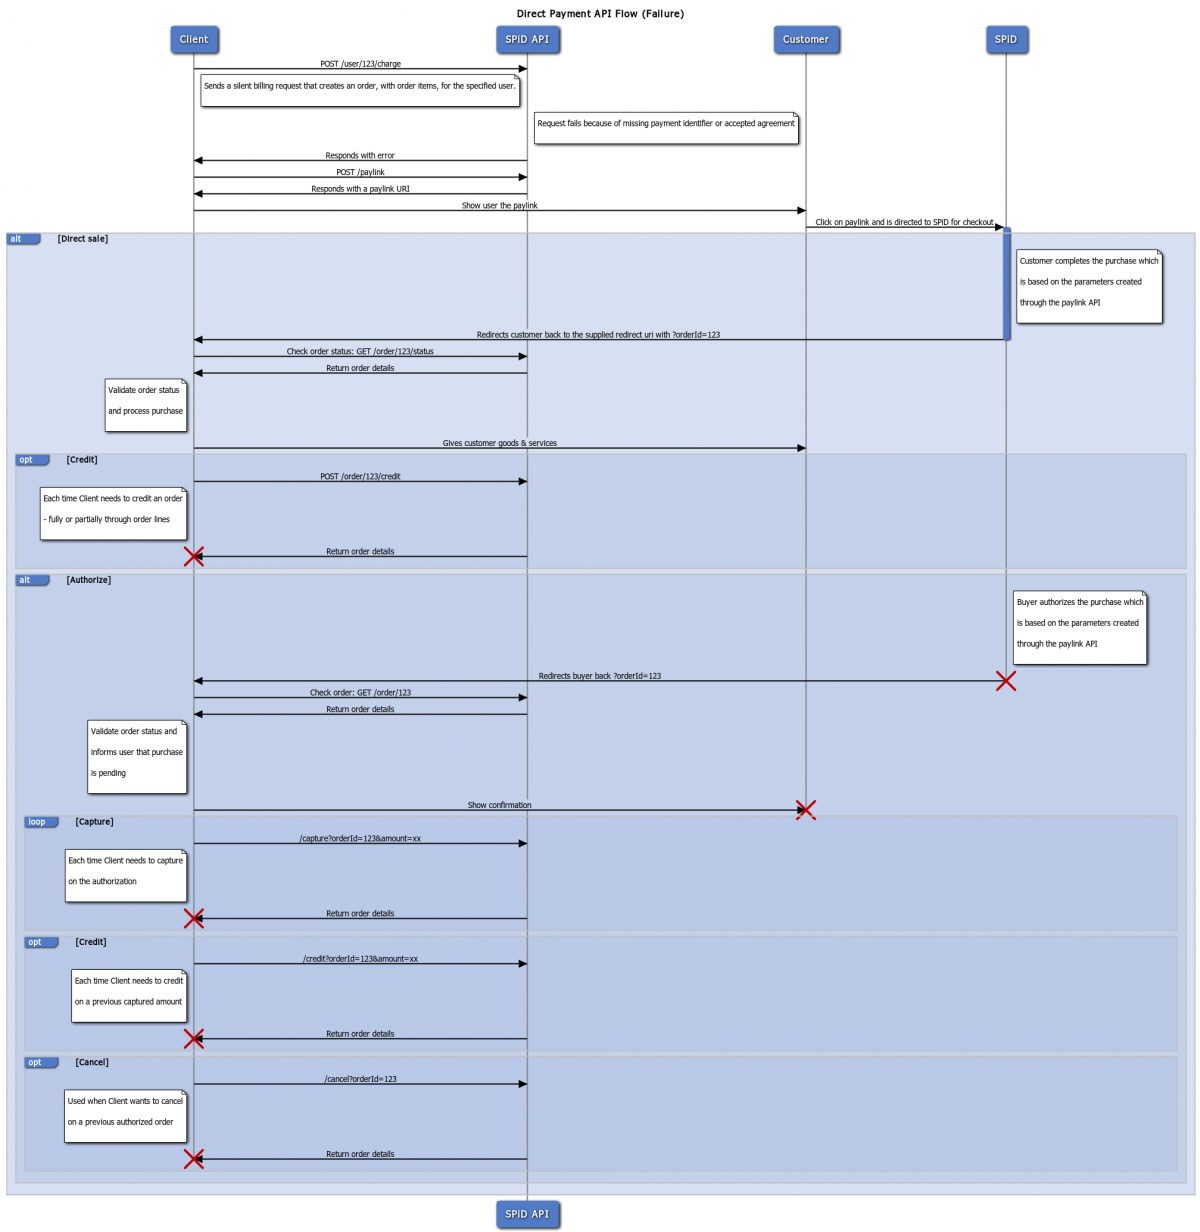 Direct Payment API Flow (Failure)
Client
SPiD API
Customer
SPiD
POST /user/123/charge
Sends a silent billing request that creates an order, with order items, for the specified user.
Request fails because of missing payment identifier or accepted agreement
Responds with error
POST /paylink
Responds with a paylink URI
Show user the paylink
Click on paylink and is directed to SPiD for checkout
alt
[Direct sale]
Customer completes the purchase which
is based on the parameters created
through the paylink API
Redirects customer back to the supplied redirect uri with ?orderId=123
Check order status: GET /order/123/status
Return order details
Validate order status
and process purchase
Gives customer goods & services
opt
[Credit]
POST /order/123/credit
Each time Client needs to credit an order
- fully or partially through order lines
Return order details
alt
[Authorize]
Buyer authorizes the purchase which
is based on the parameters created
through the paylink API
Redirects buyer back ?orderId=123
Check order: GET /order/123
Return order details
Validate order status and
informs user that purchase
is pending
Show confirmation
loop
[Capture]
/capture?orderId=123&amount=xx
Each time Client needs to capture
on the authorization
Return order details
opt
[Credit]
/credit?orderId=123&amount=xx
Each time Client needs to credit
on a previous captured amount
Return order details
opt
[Cancel]
/cancel?orderId=123
Used when Client wants to cancel
on a previous authorized order
Return order details
SPiD API